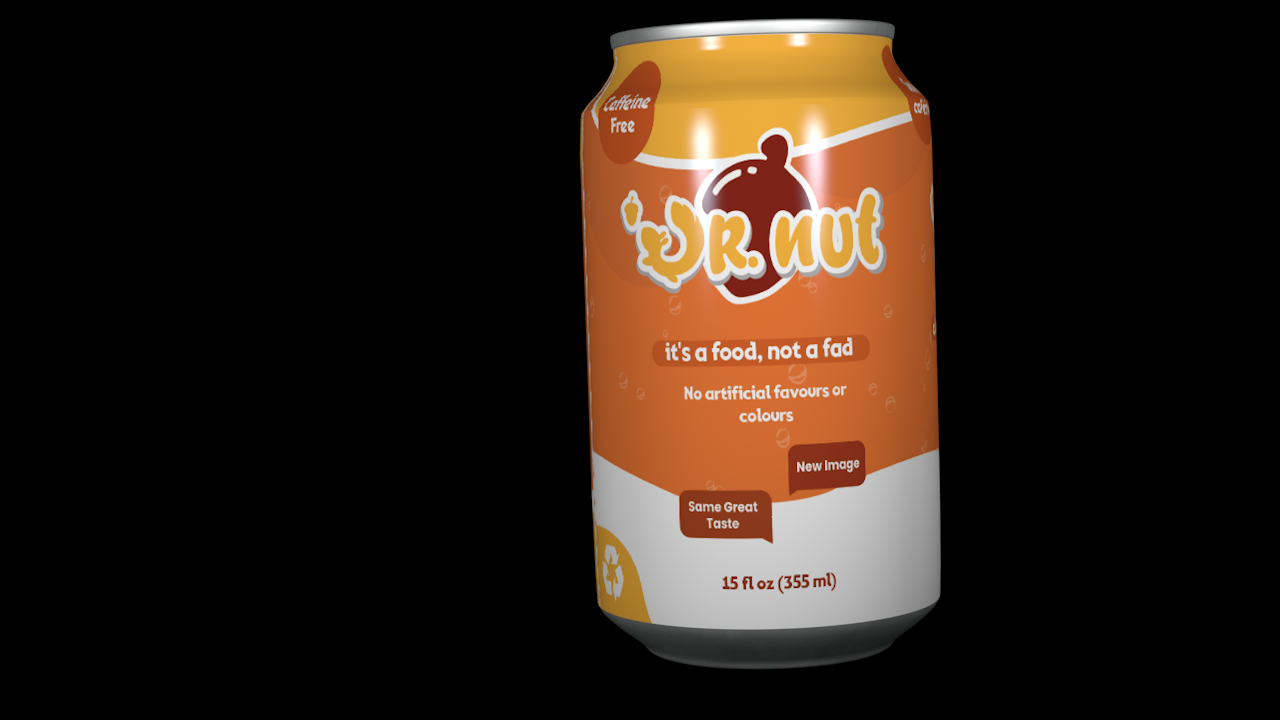 Caffeine
Free
Dr. nut
it's a food, not a fad
No artificial favours or
colours
New Image
Same Great
Taste
15 fl oz (355 ml)